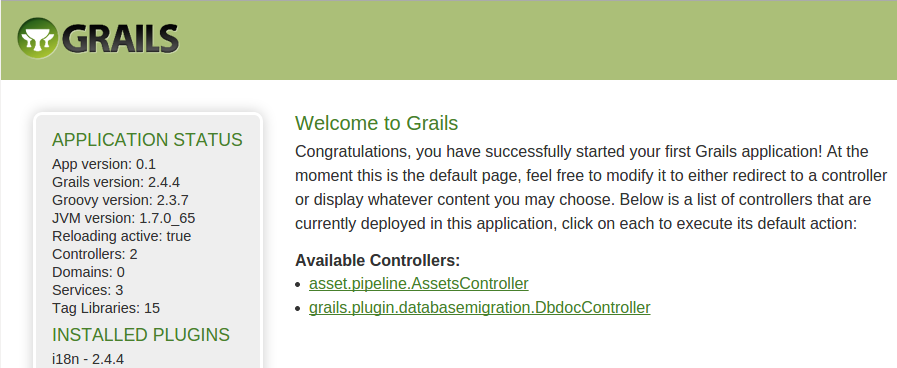 GRAILS
APPLICATION STATUS
App version: 0.1
Grails version: 2.4.4
Groovy version: 2.3.7
JVM version: 1.7.0_65
Reloading active: true
Controllers: 2
Domains: 0
Services: 3
Tag Libraries: 15
INSTALLED PLUGINS
i18n - 2.4.4
Welcome to Grails
Congratulations, you have successfully started your first Grails application! At the
moment this is the default page, feel free to modify it to either redirect to a controller
or display whatever content you may choose. Below is a list of controllers that are
currently deployed in this application, click on each to execute its default action:
Available Controllers:
• asset.pipeline.AssetsController
• grails.plugin.databasemigration.DbdocController